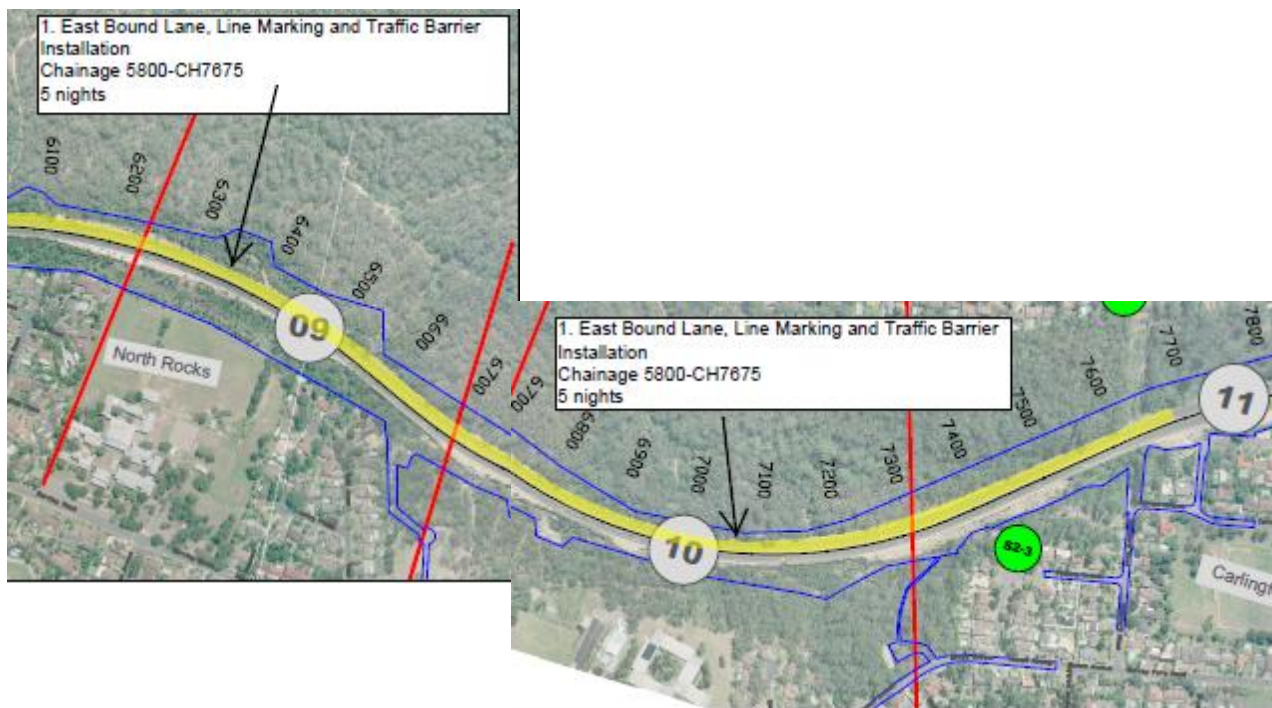 1. East Bound Lane, Line Marking and Traffic Barrier
Installation
Chainage 5800-CH7675
5 nights
6100
6200
6300
6400
6500
6600
6700
09
North Rocks
1. East Bound Lane, Line Marking and Traffic Barrier
Installation
Chainage 5800-CH7675
5 nights
6700
6800
6900
7000
7100
7200
7300
7400
7500
7600
7700
7800
10
11
S2-3
Carlingf